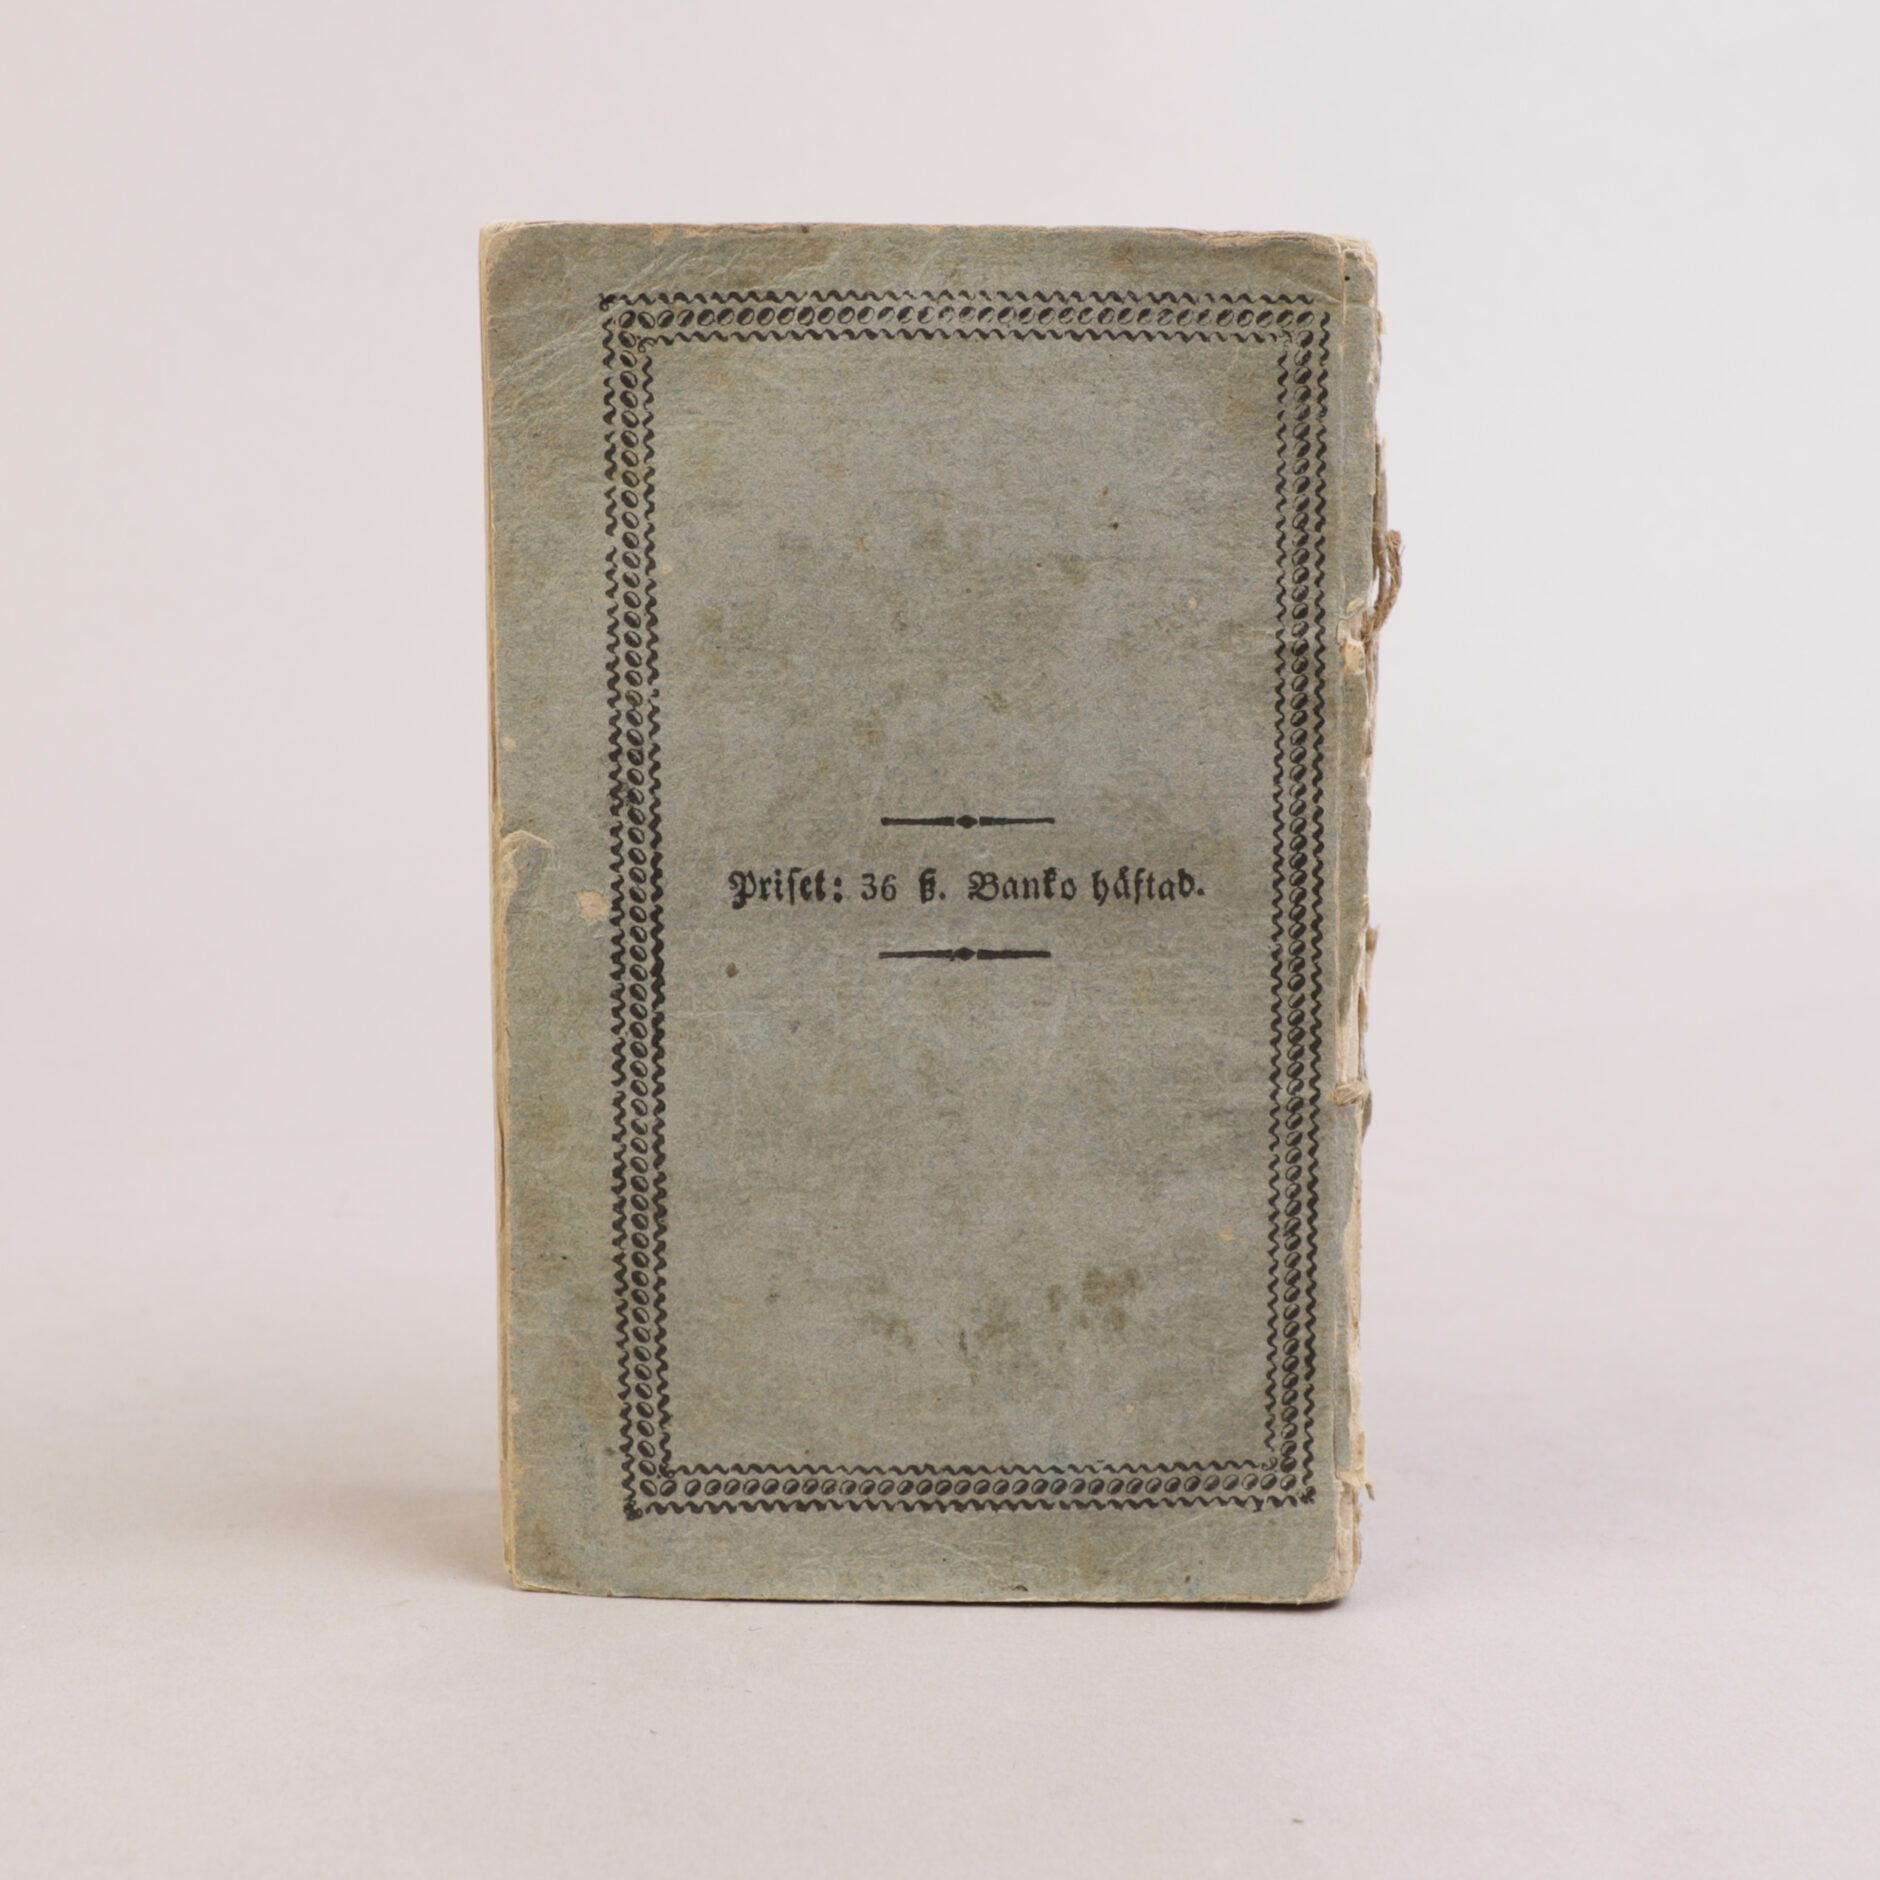 Priset: 36 ß. Banko häftad.